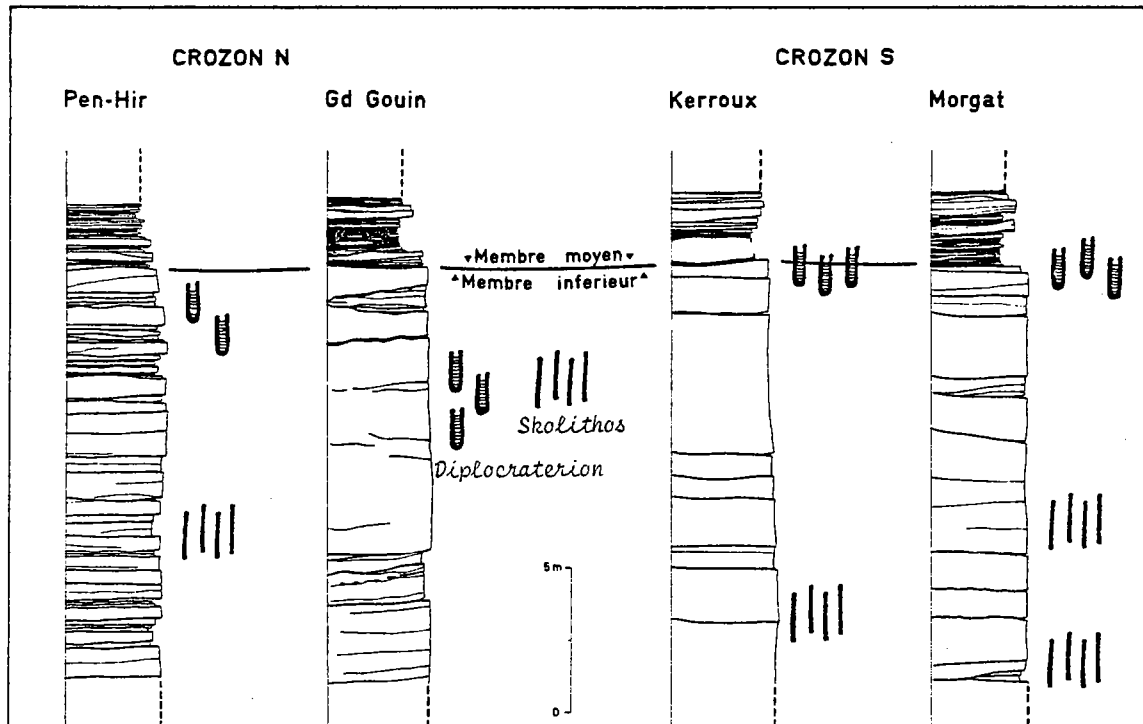 CROZON N
CROZON S
Pen-Hir
Gd Gouin
Kerroux
Morgat
Membre moyen
Membre inferieur
Skolithos
Diplocraterion
5m
0